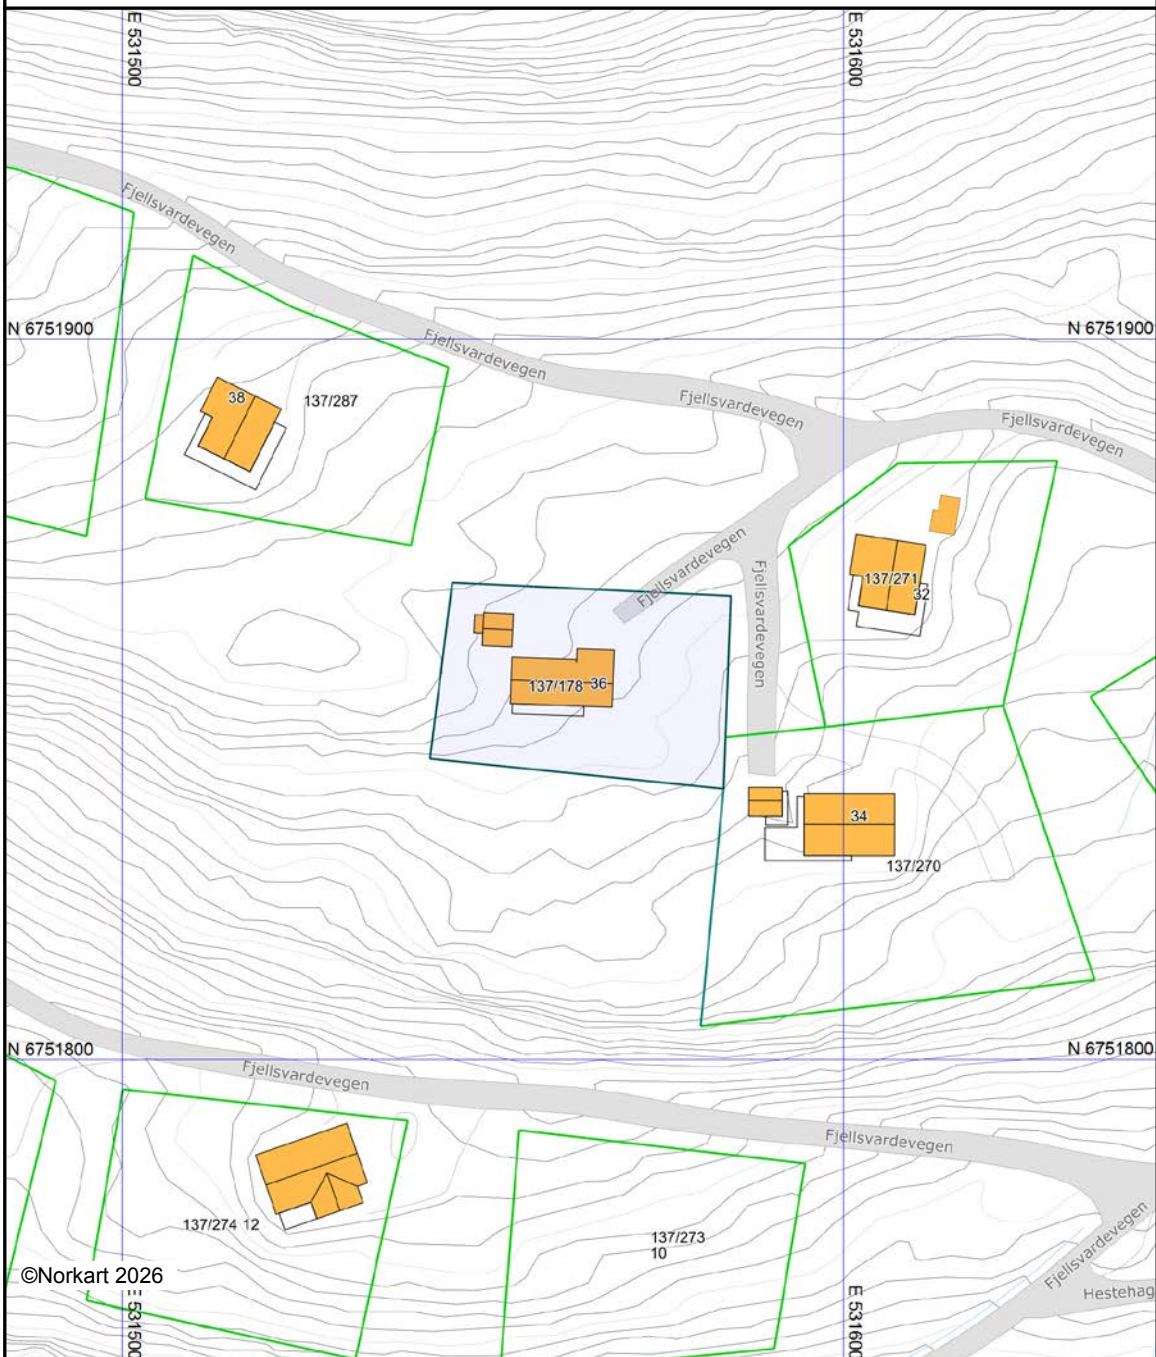 E 531500
E 531600
Fjellsvardevegen
N 6751900
N 6751900
Fjellsvardevegen
Fjellsvardevegen
Fjellsvardevegen
38
137/287
Fjellsvardevegen
Fjellsvardevegen
137/271
32
137/178
36
34
137/270
N 6751800
N 6751800
Fjellsvardevegen
Fjellsvardevegen
137/274 12
137/273
10
Fjellsvardevegen
©Norkart 2026
Hestehag
E 531500
E 531600